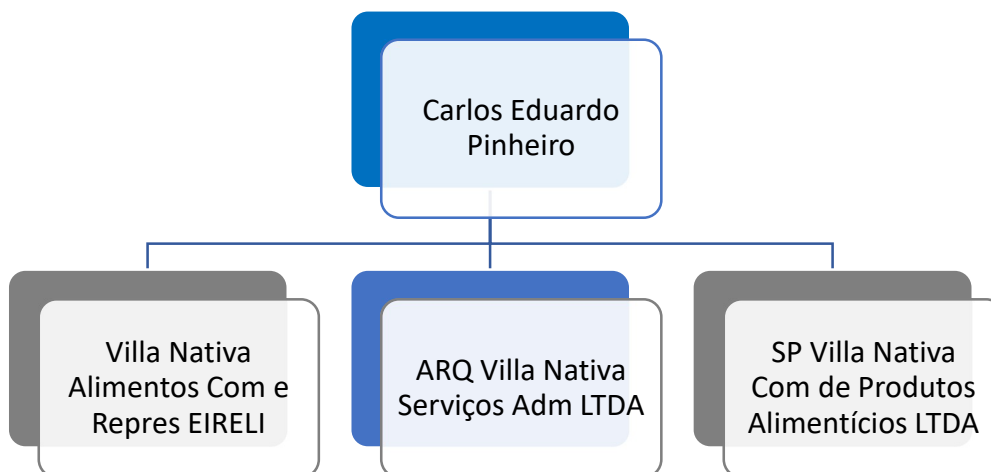 Carlos Eduardo
Pinheiro
Villa Nativa
Alimentos Com e
Repres EIRELI
ARQ Villa Nativa
Serviços Adm LTDA
SP Villa Nativa
Com de Produtos
Alimentícios LTDA